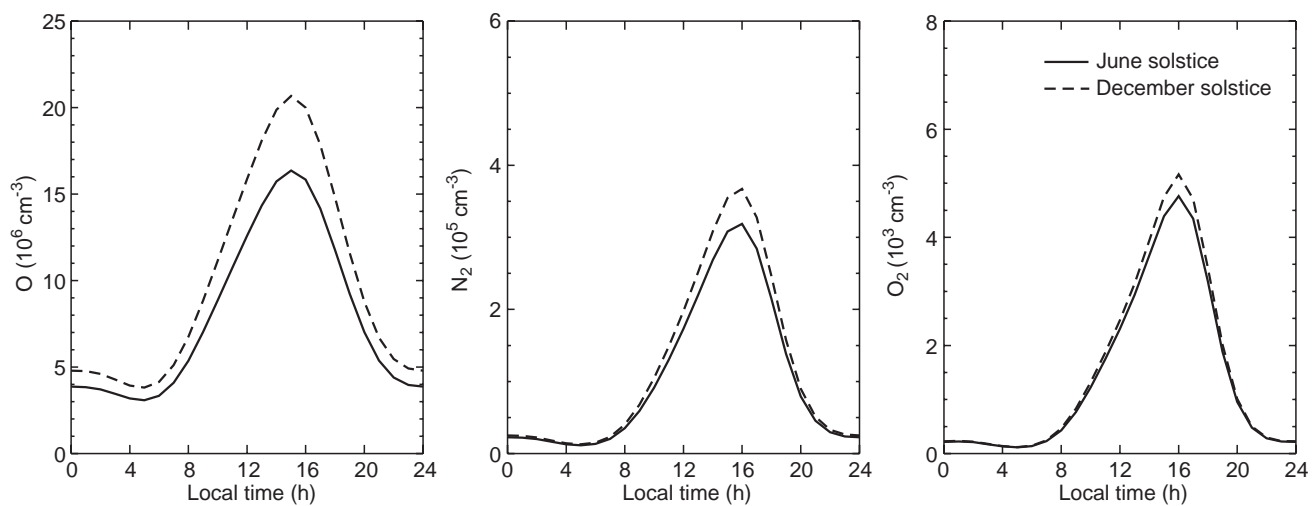 25
20
15
10
5
0
O (10⁶ cm⁻³)
0 4 8 12 16 20 24
Local time (h)
6
4
2
0
N₂ (10⁵ cm⁻³)
0 4 8 12 16 20 24
Local time (h)
8
6
4
2
0
O₂ (10³ cm⁻³)
June solstice
December solstice
0 4 8 12 16 20 24
Local time (h)